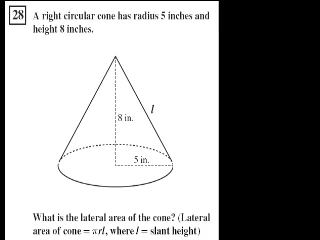 28 A right circular cone has radius 5 inches and
height 8 inches.
l
8 in.
5 in.
What is the lateral area of the cone? (Lateral
area of cone = πrl, where l = slant height)